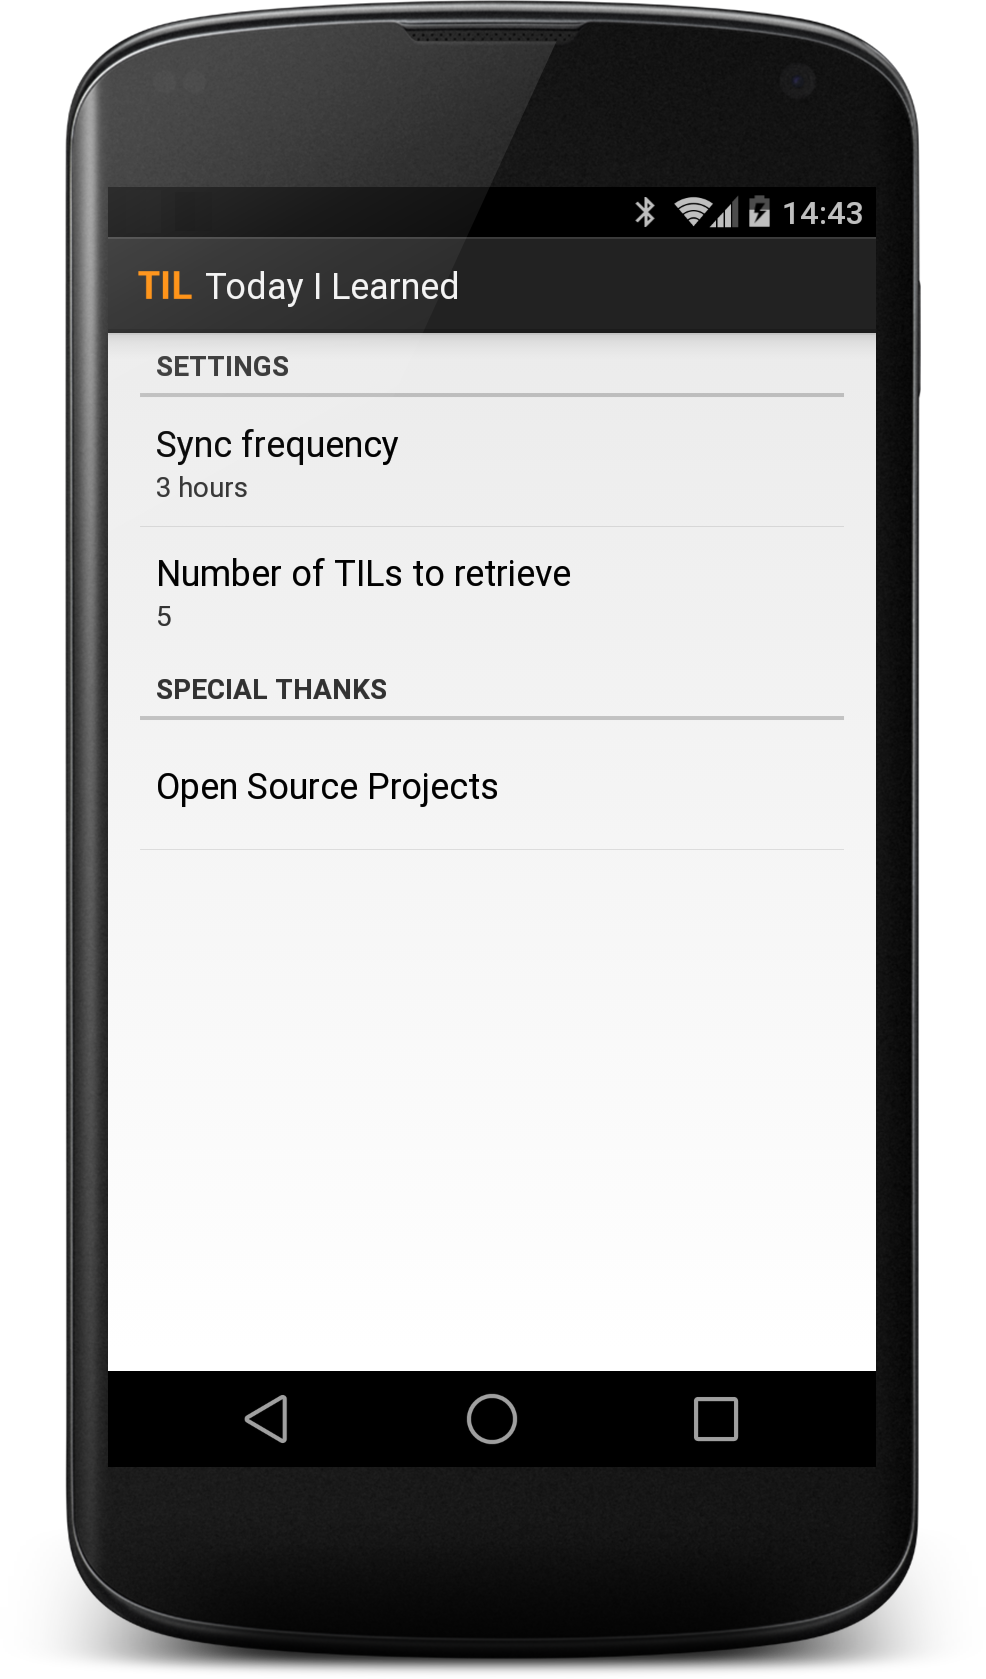 14:43
TIL Today I Learned
SETTINGS
Sync frequency
3 hours
Number of TILs to retrieve
5
SPECIAL THANKS
Open Source Projects